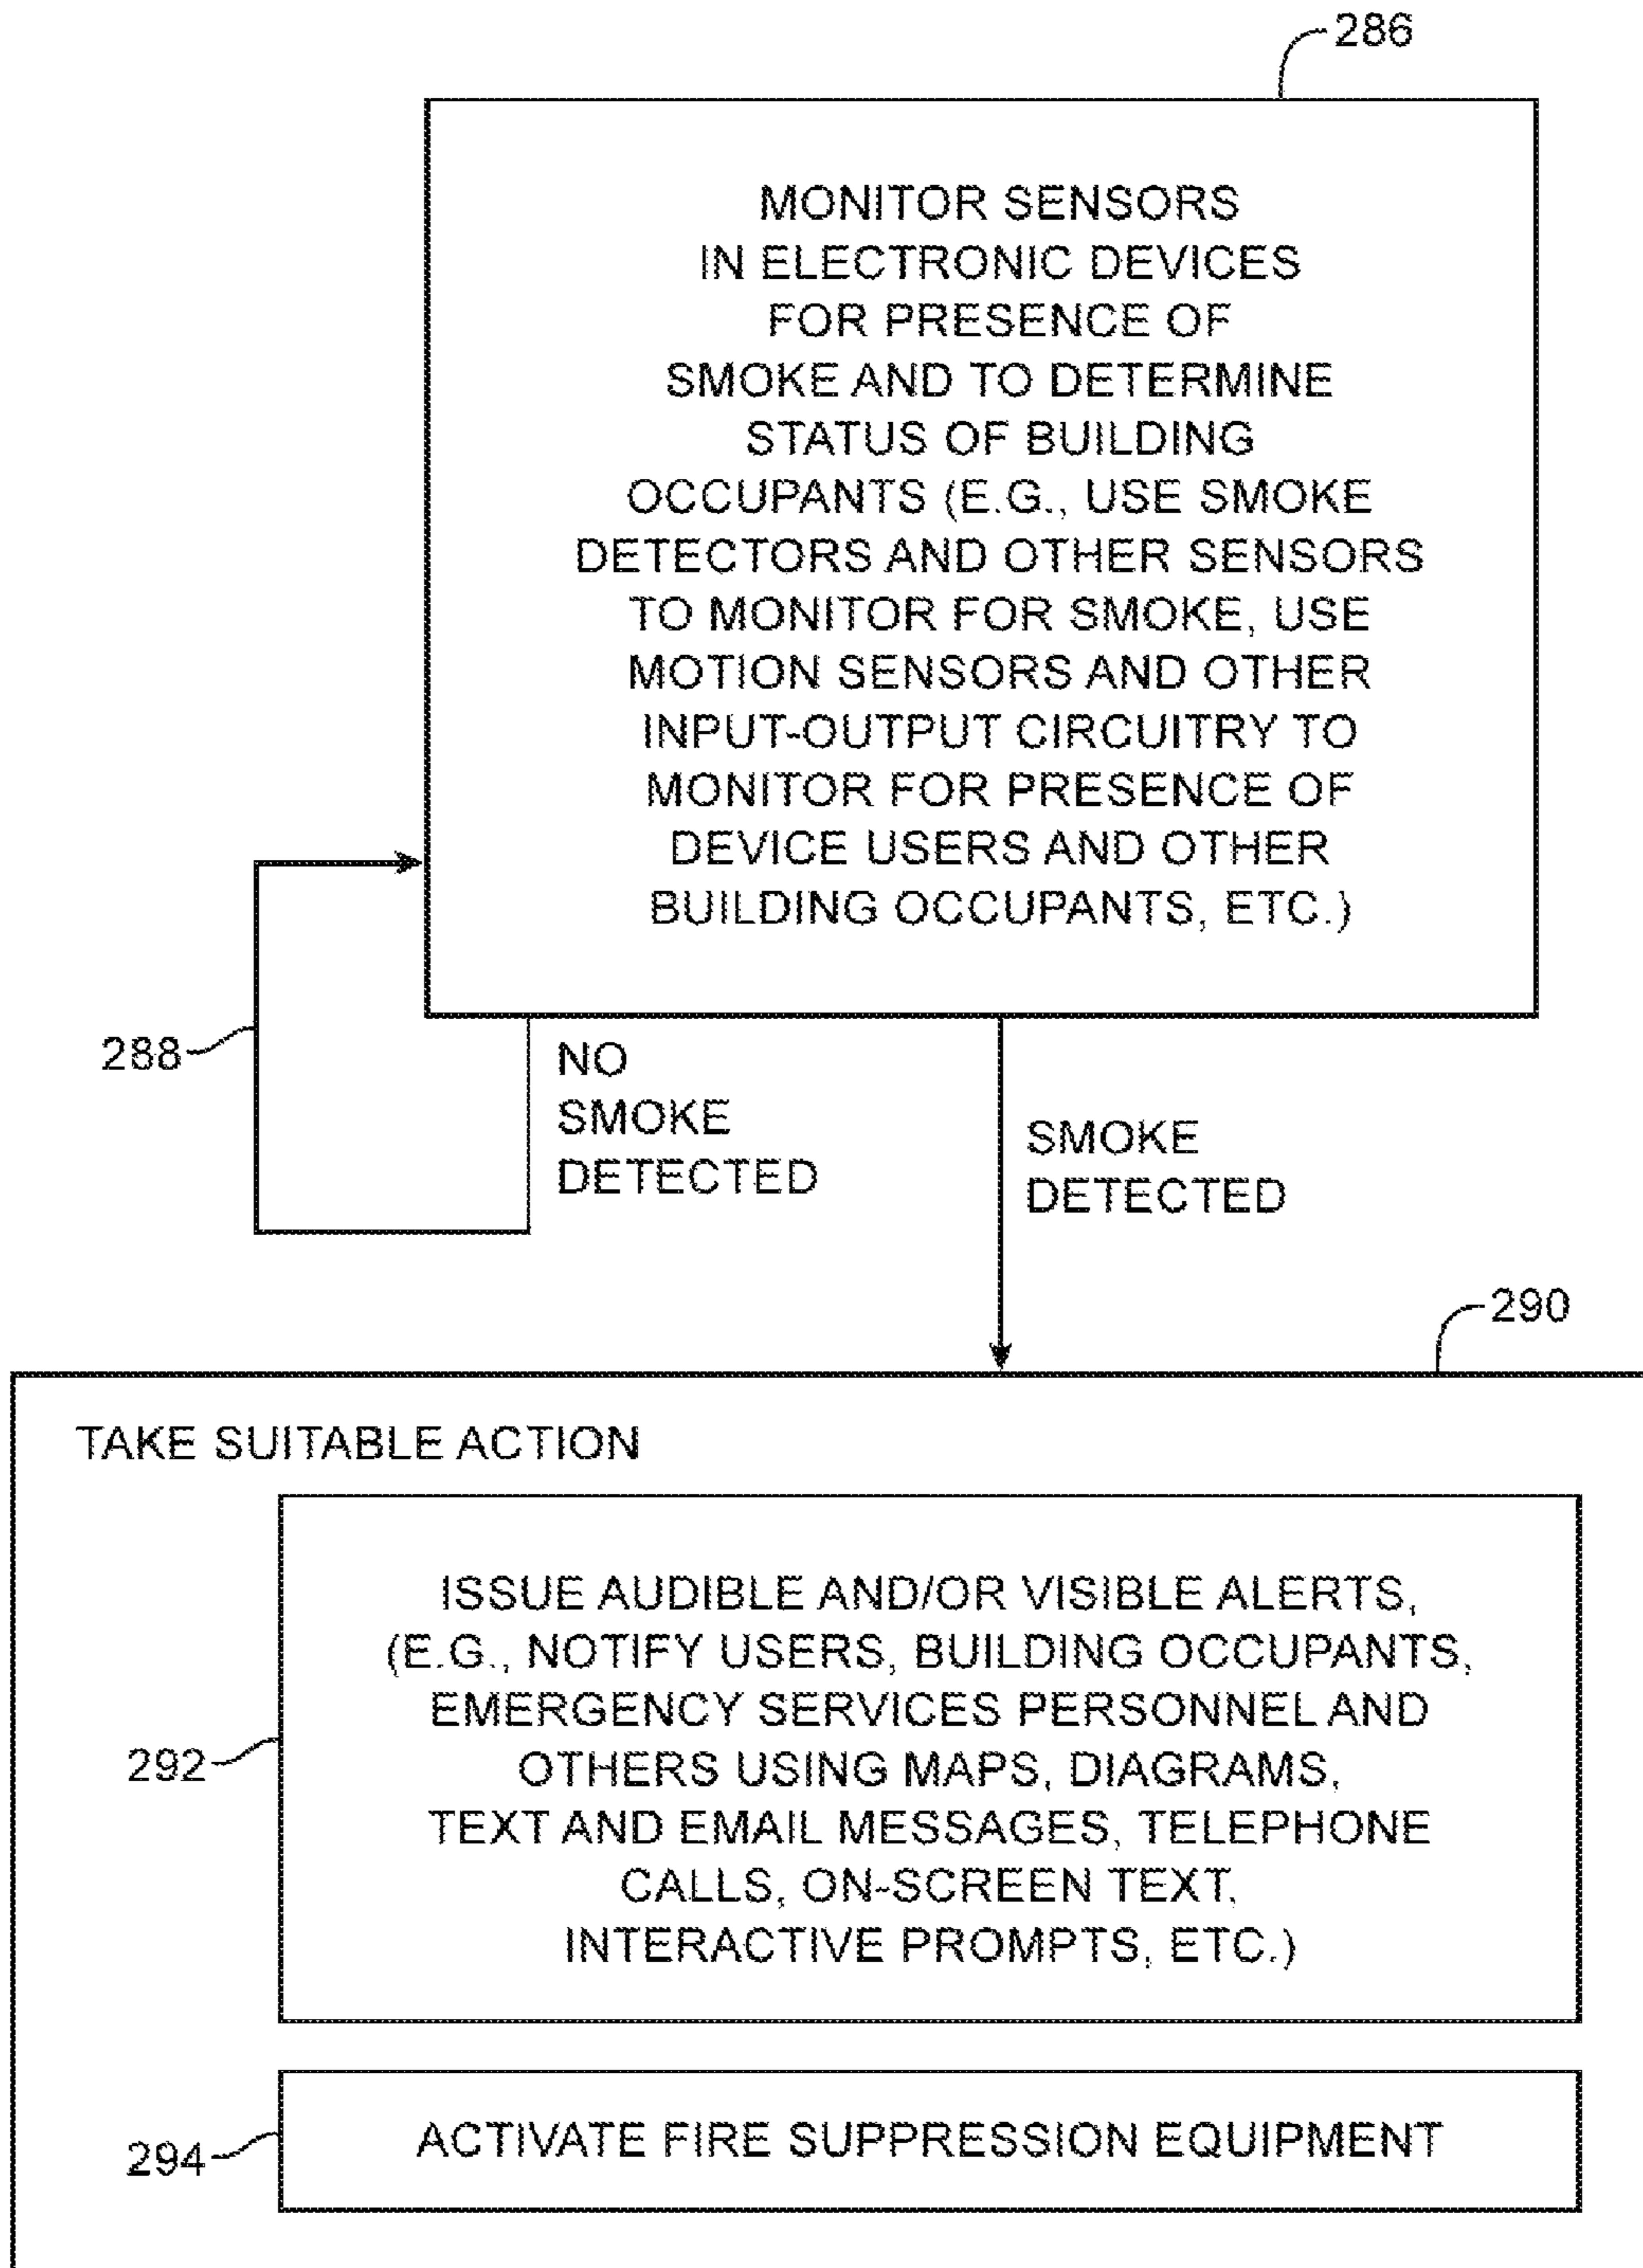 286
MONITOR SENSORS
IN ELECTRONIC DEVICES
FOR PRESENCE OF
SMOKE AND TO DETERMINE
STATUS OF BUILDING
OCCUPANTS (E.G., USE SMOKE
DETECTORS AND OTHER SENSORS
TO MONITOR FOR SMOKE, USE
MOTION SENSORS AND OTHER
INPUT-OUTPUT CIRCUITRY TO
MONITOR FOR PRESENCE OF
DEVICE USERS AND OTHER
BUILDING OCCUPANTS, ETC.)
288
NO
SMOKE
DETECTED
SMOKE
DETECTED
290
TAKE SUITABLE ACTION
ISSUE AUDIBLE AND/OR VISIBLE ALERTS,
(E.G., NOTIFY USERS, BUILDING OCCUPANTS,
EMERGENCY SERVICES PERSONNEL AND
OTHERS USING MAPS, DIAGRAMS,
TEXT AND EMAIL MESSAGES, TELEPHONE
CALLS, ON-SCREEN TEXT,
INTERACTIVE PROMPTS, ETC.)
292
ACTIVATE FIRE SUPPRESSION EQUIPMENT
294